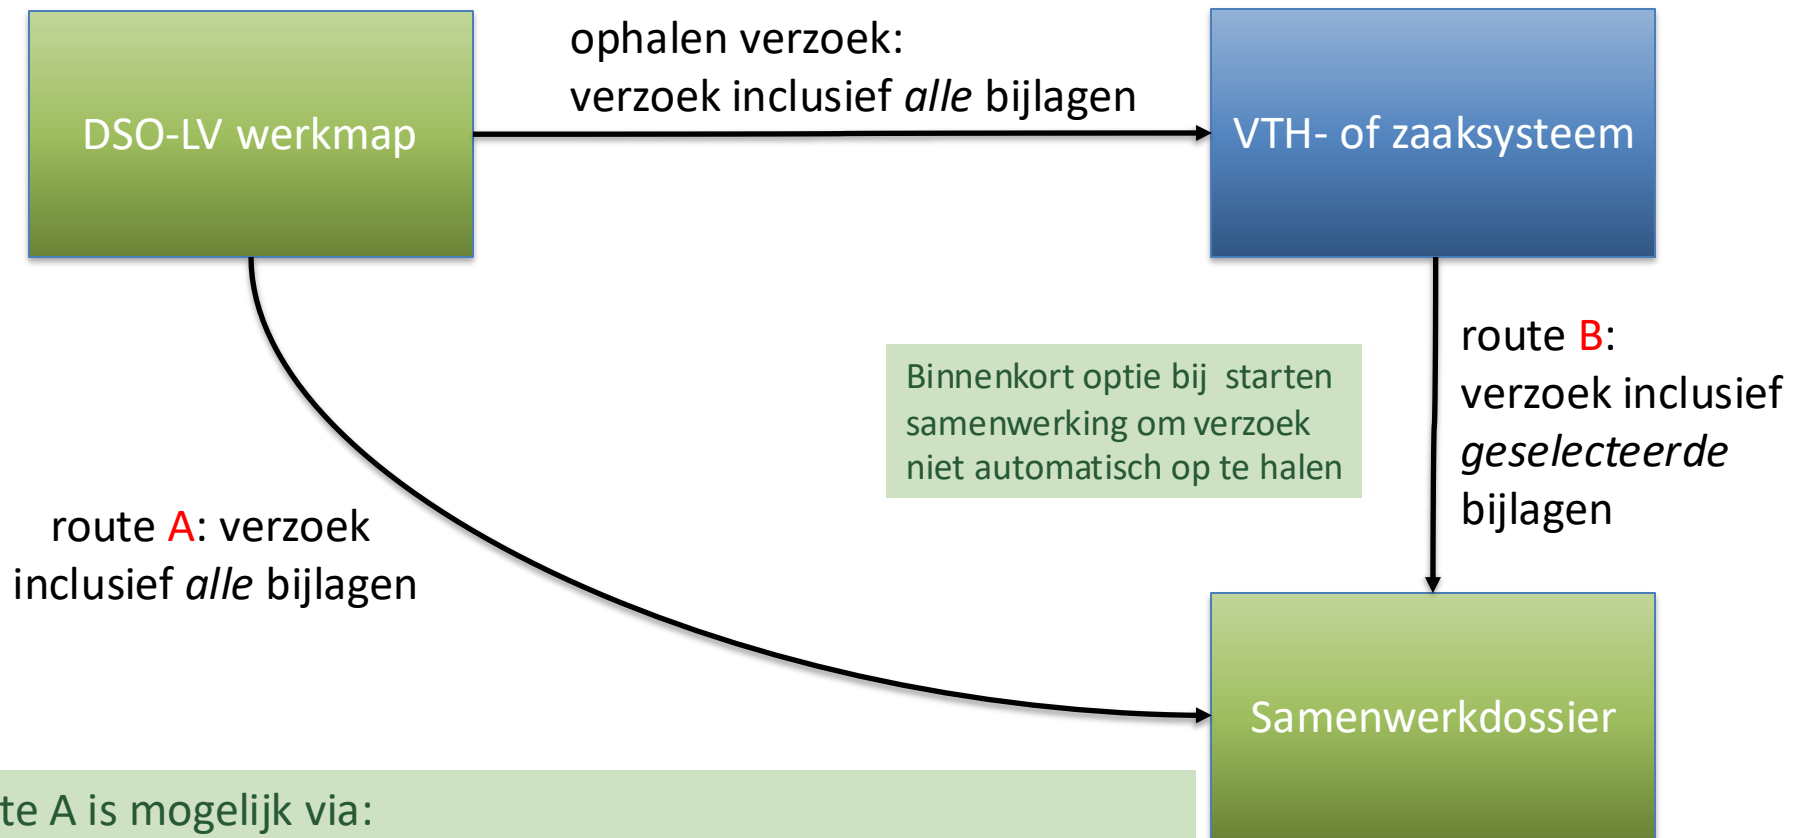 DSO-LV werkmap
ophalen verzoek:
verzoek inclusief alle bijlagen
VTH- of zaaksysteem
Binnenkort optie bij starten
samenwerking om verzoek
niet automatisch op te halen
route B:
verzoek inclusief
geselecteerde
bijlagen
route A: verzoek
inclusief alle bijlagen
Samenwerkdossier
te A is mogelijk via: